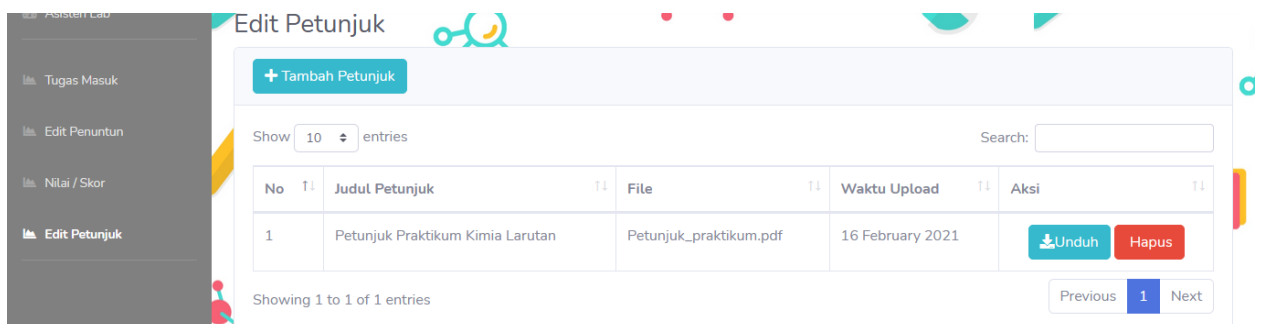 Asisten Lab
Tugas Masuk
Edit Penuntun
Nilai / Skor
Edit Petunjuk
Edit Petunjuk
Tambah Petunjuk
Show 10 entries
Search:
No Judul Petunjuk File Waktu Upload Aksi
1 Petunjuk Praktikum Kimia Larutan Petunjuk_praktikum.pdf 16 February 2021 Unduh Hapus
Showing 1 to 1 of 1 entries
Previous 1 Next